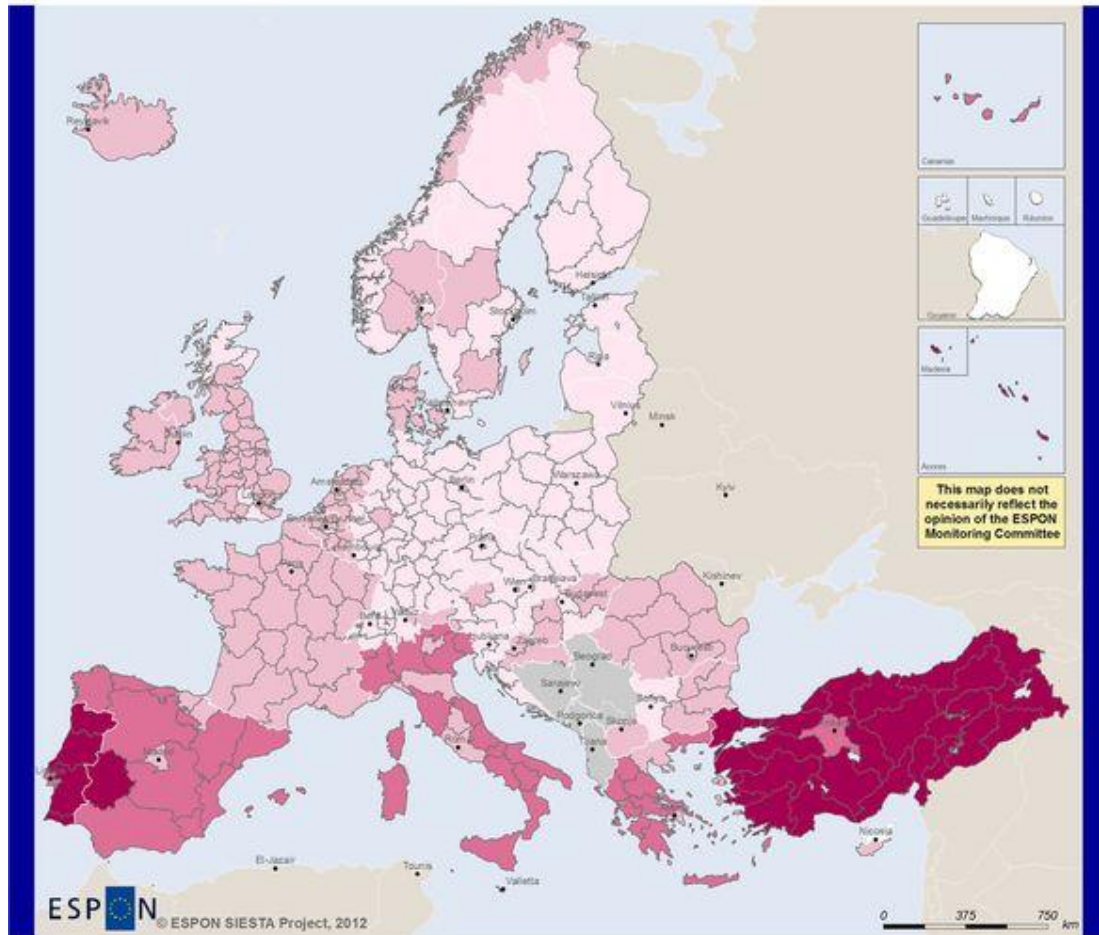 Reykjavik
Canarias
Guadeloupe
Martinique
Réunion
Guyane
Helsinki
Tallinn
Stockholm
Riga
Madeira
Vilnius
Minsk
Dublin
Acores
Amsterdam
Berlin
Warszawa
London
Kyiv
This map does not
necessarily reflect the
opinion of the ESPON
Monitoring Committee
Paris
Kishinev
Wien
Bratislava
Budapest
Bern
Vaduz
Ljubljana
Zagreb
Bucuresti
Beograd
Sarajevo
Sofiya
Podgorica
Skopje
Roma
Tirana
Madrid
Nicosia
El-Jazair
Tounis
Valletta
ESPON
© ESPON SIESTA Project, 2012
0 375 750
km